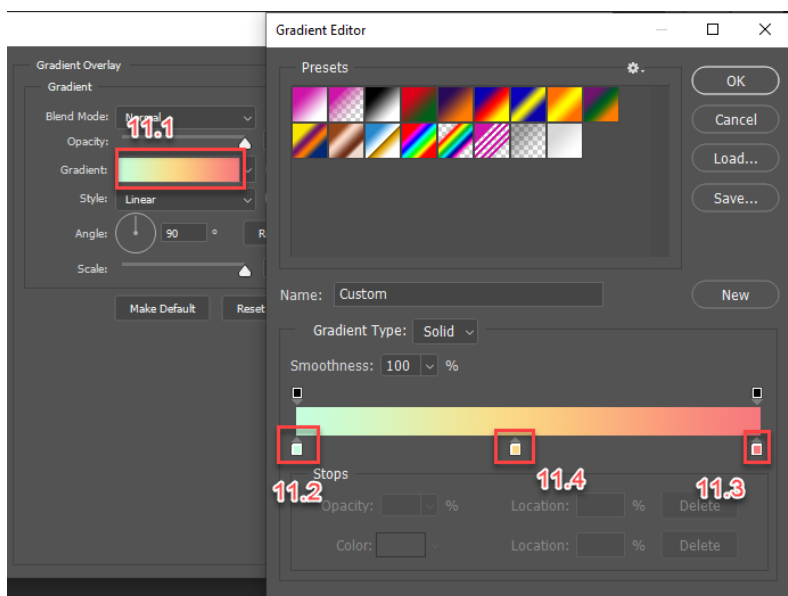 Gradient Editor
Gradient Overlay
Gradient
Blend Mode: Normal
11.1
Opacity:
Gradient:
Style: Linear
Angle: 90 °
Scale:
Make Default Reset
Presets
OK
Cancel
Load...
Save...
Name: Custom
New
Gradient Type: Solid
Smoothness: 100 %
11.2
11.4
11.3
Stops
Opacity: % Location: % Delete
Color: Location: % Delete